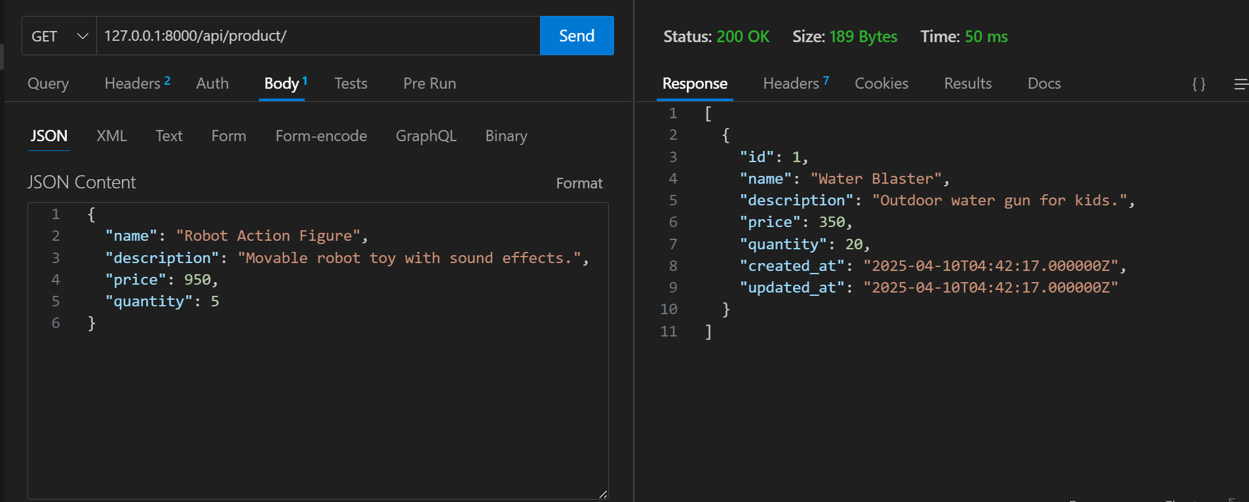 GET 127.0.0.1:8000/api/product/ Send
Query Headers 2 Auth Body 1 Tests Pre Run
JSON XML Text Form Form-encode GraphQL Binary
JSON Content Format
1 {
2 "name": "Robot Action Figure",
3 "description": "Movable robot toy with sound effects.",
4 "price": 950,
5 "quantity": 5
6 }
Status: 200 OK Size: 189 Bytes Time: 50 ms
Response Headers 7 Cookies Results Docs { }
1 [
2 {
3 "id": 1,
4 "name": "Water Blaster",
5 "description": "Outdoor water gun for kids.",
6 "price": 350,
7 "quantity": 20,
8 "created_at": "2025-04-10T04:42:17.000000Z",
9 "updated_at": "2025-04-10T04:42:17.000000Z"
10 }
11 ]